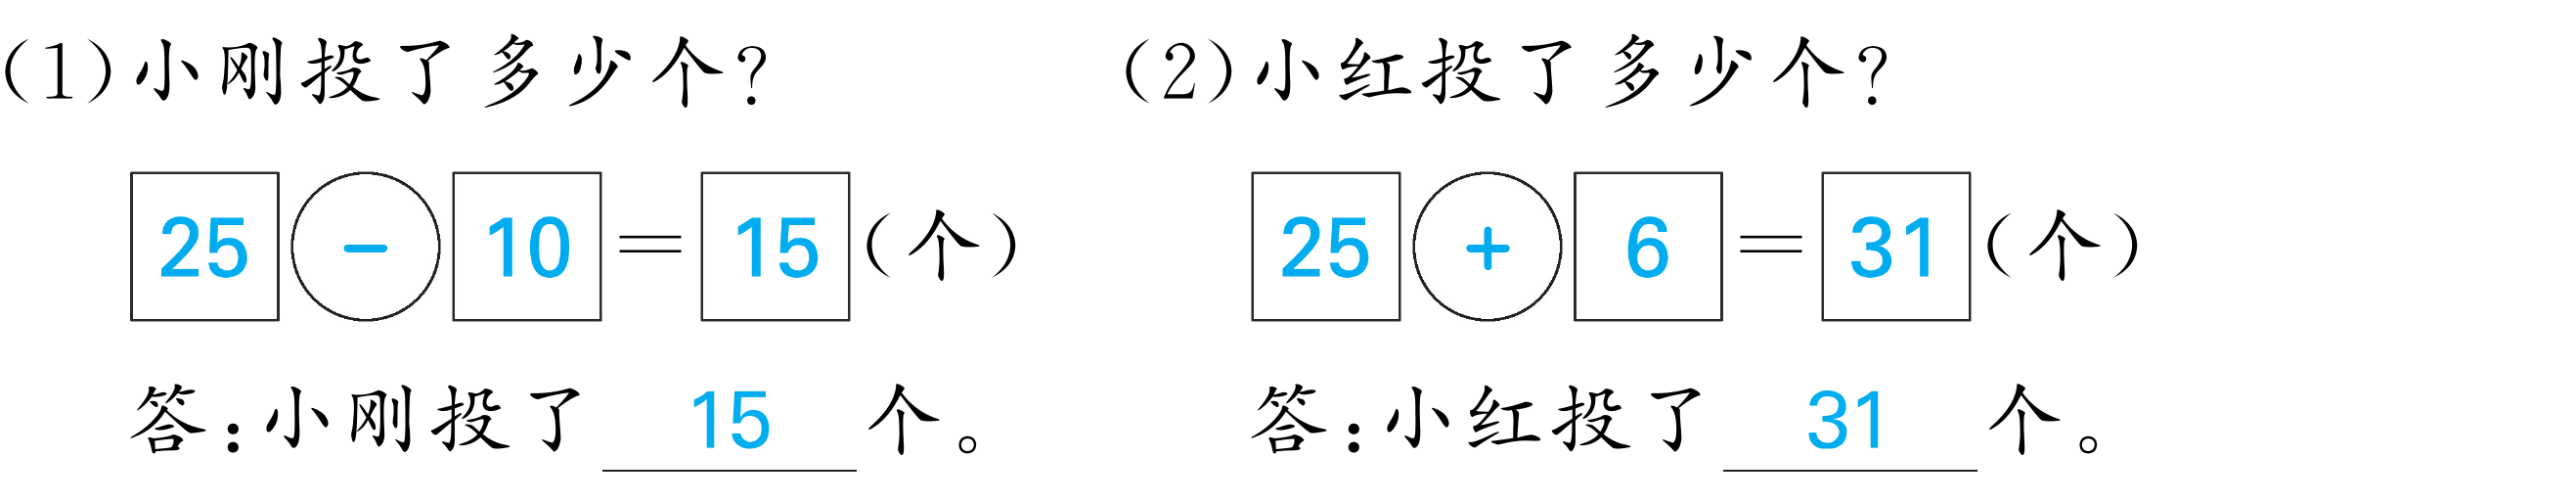 (1)小刚投了多少个? (2)小红投了多少个?
25 - 10 = 15 (个) 25 + 6 = 31 (个)
答:小刚投了 15 个。 答:小红投了 31 个。